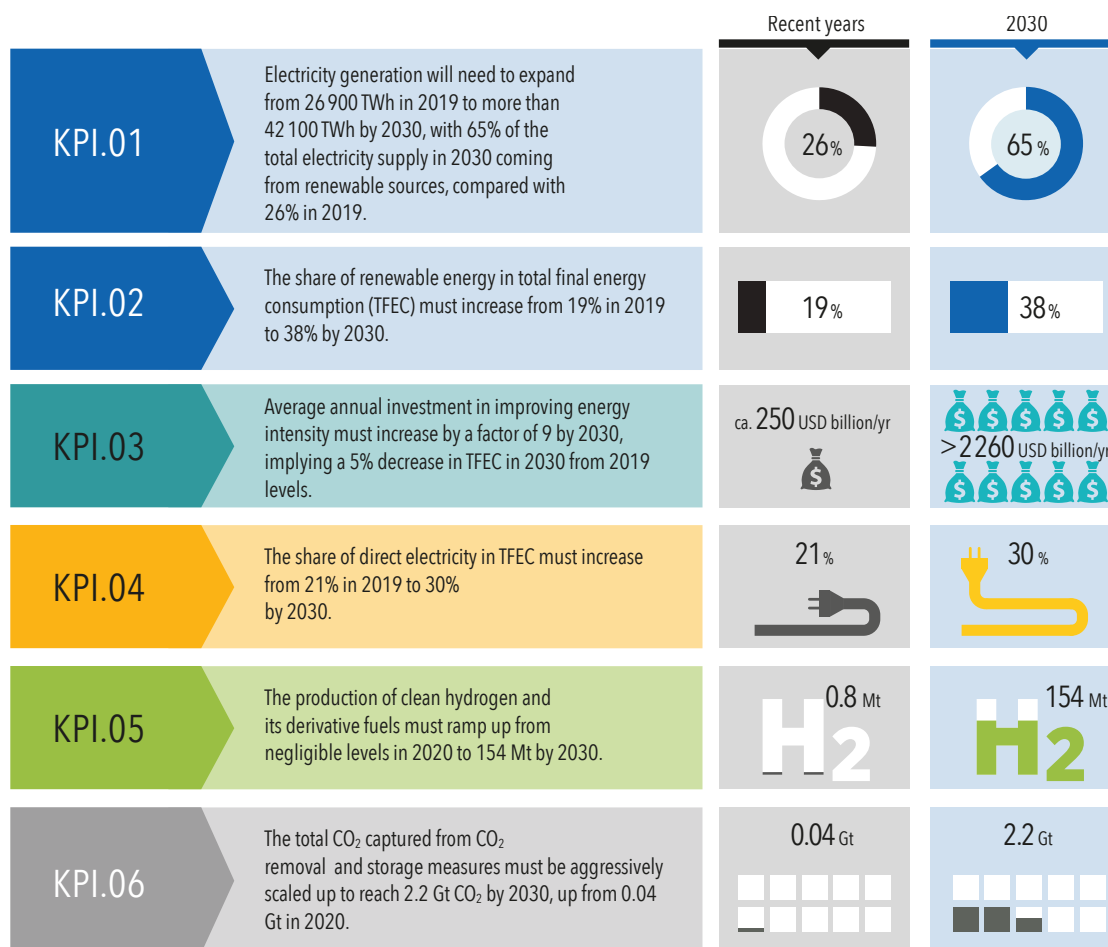 Recent years
2030
KPI.01
Electricity generation will need to expand
from 26 900 TWh in 2019 to more than
42 100 TWh by 2030, with 65% of the
total electricity supply in 2030 coming
from renewable sources, compared with
26% in 2019.
26%
65 %
KPI.02
The share of renewable energy in total final energy
consumption (TFEC) must increase from 19% in 2019
to 38% by 2030.
19%
38%
KPI.03
Average annual investment in improving energy
intensity must increase by a factor of 9 by 2030,
implying a 5% decrease in TFEC in 2030 from 2019
levels.
ca. 250 USD billion/yr
$
$ $ $ $ $
>2260 USD billion/yr
$ $ $ $ $
KPI.04
The share of direct electricity in TFEC must increase
from 21% in 2019 to 30%
by 2030.
21%
30 %
KPI.05
The production of clean hydrogen and
its derivative fuels must ramp up from
negligible levels in 2020 to 154 Mt by 2030.
0.8 Mt
H2
154 Mt
H2
KPI.06
The total CO₂ captured from CO₂
removal and storage measures must be aggressively
scaled up to reach 2.2 Gt CO₂ by 2030, up from 0.04
Gt in 2020.
0.04 Gt
2.2 Gt